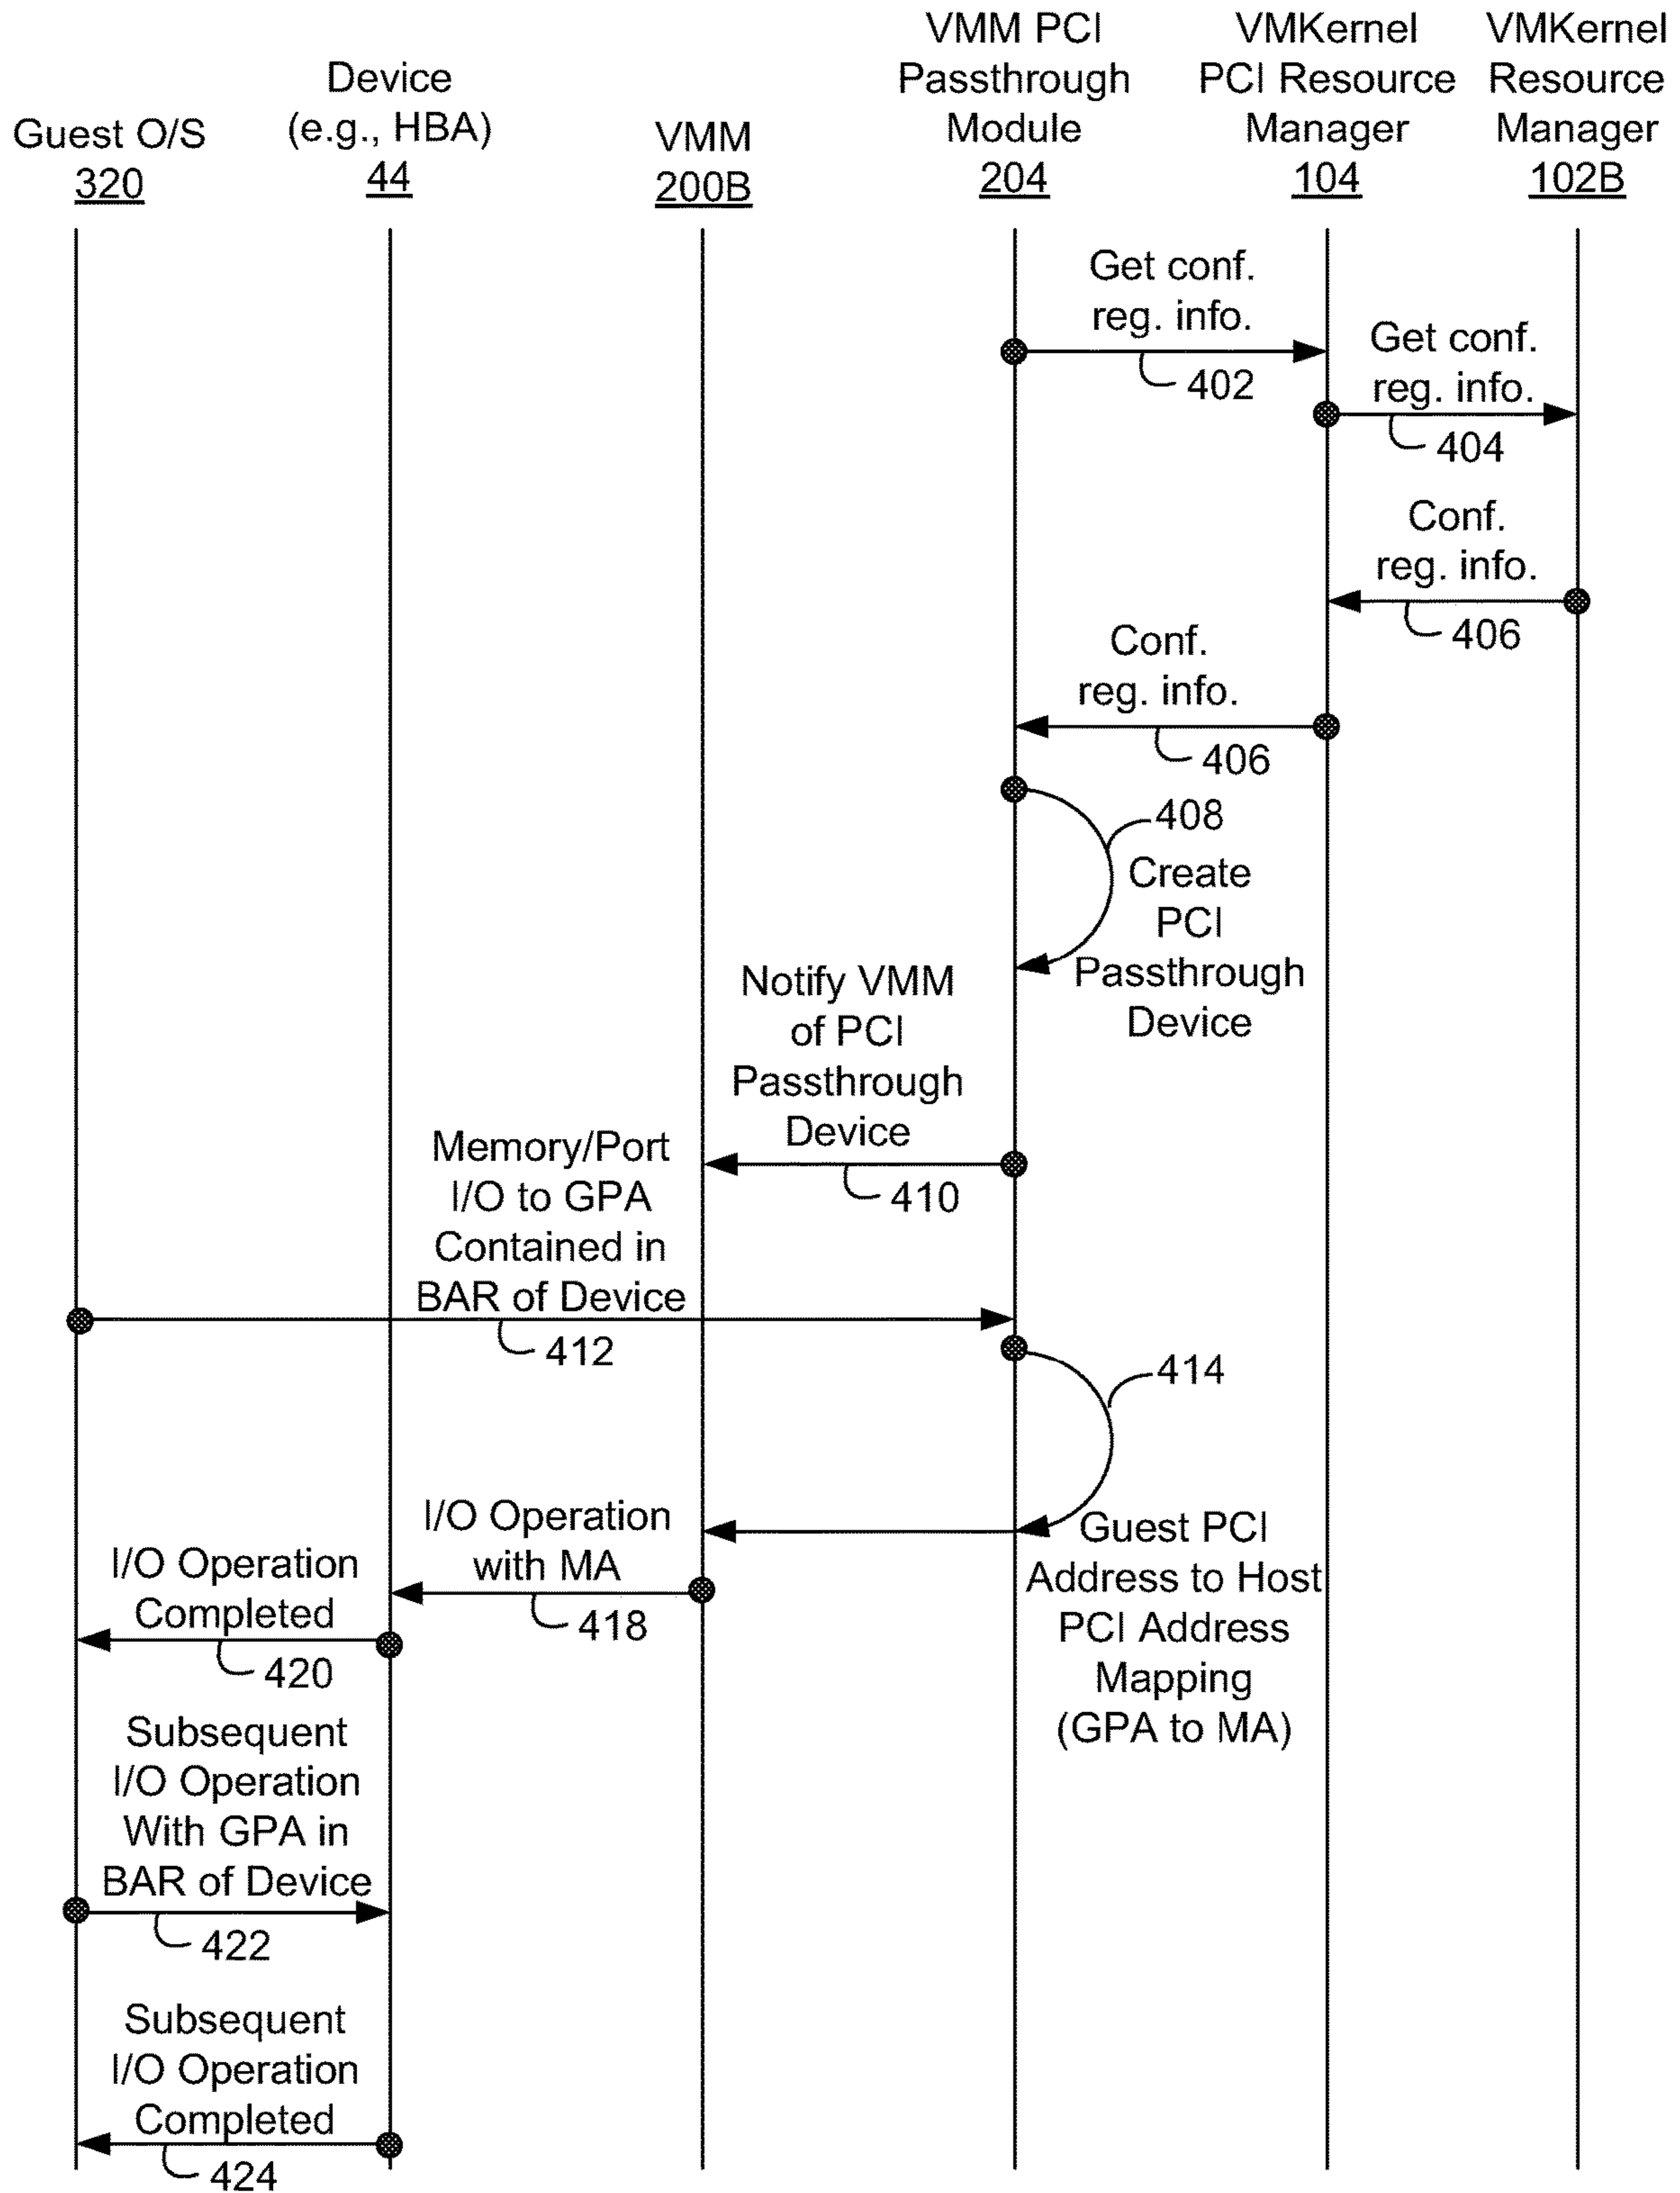 Guest O/S
320
Device
(e.g., HBA)
44
VMM
200B
VMM PCI
Passthrough
Module
204
VMKernel
PCI Resource
Manager
104
VMKernel
Resource
Manager
102B
Get conf.
reg. info.
402
Get conf.
reg. info.
404
Conf.
reg. info.
406
Conf.
reg. info.
406
408
Create
PCI
Passthrough
Device
Notify VMM
of PCI
Passthrough
Device
410
Memory/Port
I/O to GPA
Contained in
BAR of Device
412
414
Guest PCI
Address to Host
PCI Address
Mapping
(GPA to MA)
I/O Operation
with MA
418
I/O Operation
Completed
420
Subsequent
I/O Operation
With GPA in
BAR of Device
422
Subsequent
I/O Operation
Completed
424